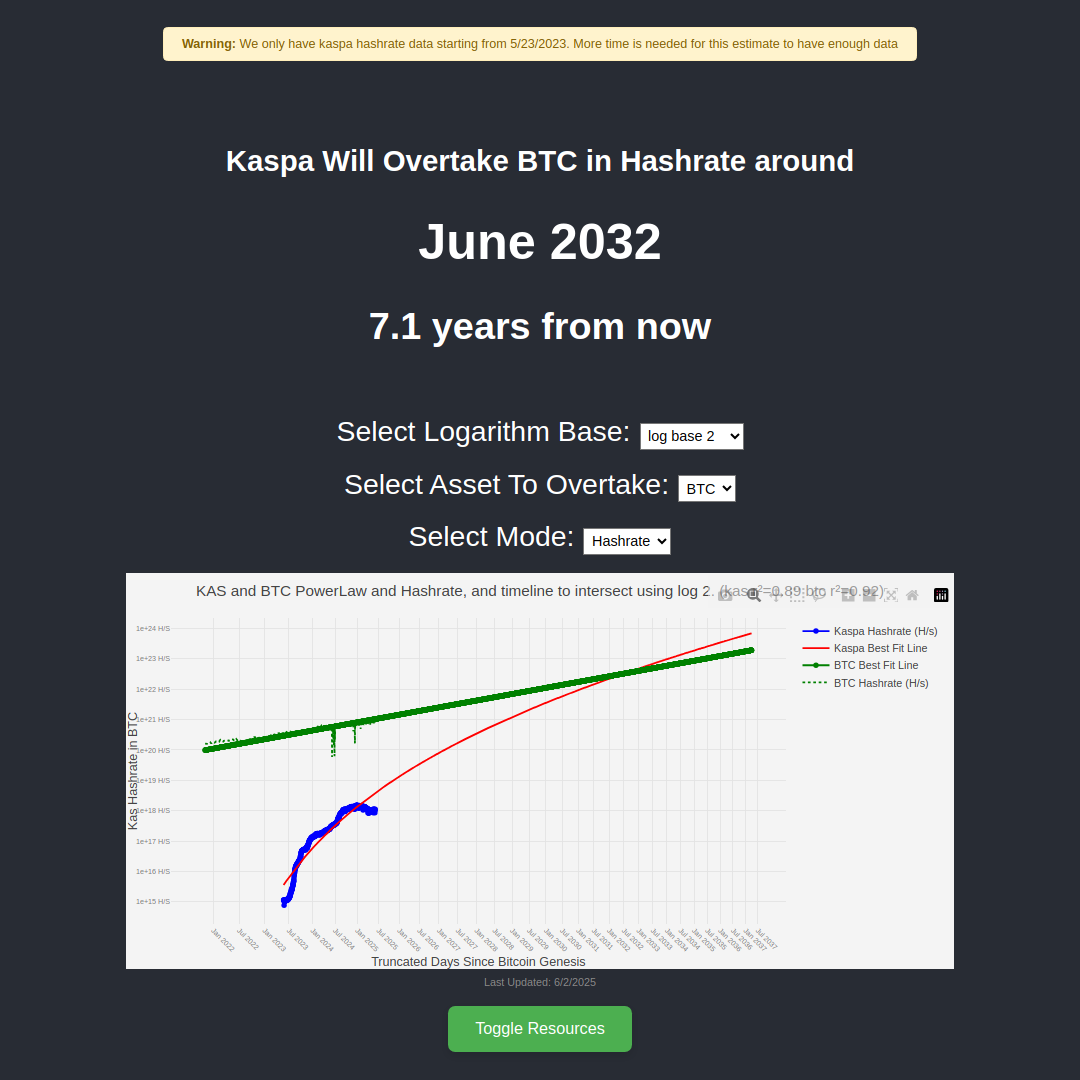 Warning: We only have kaspa hashrate data starting from 5/23/2023. More time is needed for this estimate to have enough data
Kaspa Will Overtake BTC in Hashrate around
June 2032
7.1 years from now
Select Logarithm Base: log base 2
Select Asset To Overtake: BTC
Select Mode: Hashrate
KAS and BTC PowerLaw and Hashrate, and timeline to intersect using log 2. (kas r²=0.89 btc r²=0.92)
Kaspa Hashrate (H/s)
Kaspa Best Fit Line
BTC Best Fit Line
BTC Hashrate (H/s)
1e+24 H/S
1e+23 H/S
1e+22 H/S
1e+21 H/S
1e+20 H/S
1e+19 H/S
1e+18 H/S
1e+17 H/S
1e+16 H/S
1e+15 H/S
Kas Hashrate in BTC
Jan 2022
Jul 2022
Jan 2023
Jul 2023
Jan 2024
Jul 2024
Jan 2025
Jul 2025
Jan 2026
Jul 2026
Jan 2027
Jul 2027
Jan 2028
Jul 2028
Jan 2029
Jul 2029
Jan 2030
Jul 2030
Jan 2031
Jul 2031
Jan 2032
Jul 2032
Jan 2033
Jul 2033
Jan 2034
Jul 2034
Jan 2035
Jul 2035
Jan 2036
Jul 2036
Jan 2037
Jul 2037
Truncated Days Since Bitcoin Genesis
Last Updated: 6/2/2025
Toggle Resources